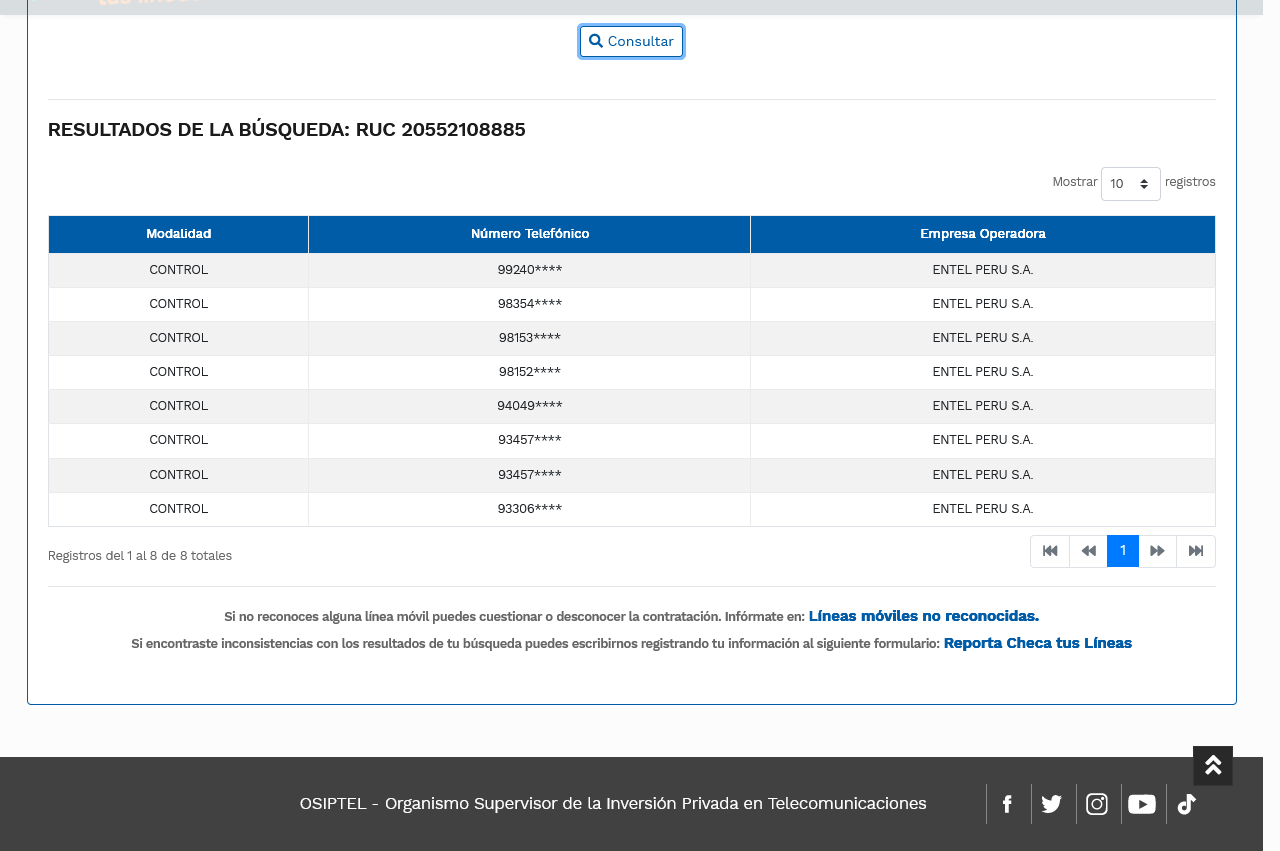 Consultar
RESULTADOS DE LA BÚSQUEDA: RUC 20552108885
Mostrar 10 registros
Modalidad Número Telefónico Empresa Operadora
CONTROL 99240**** ENTEL PERU S.A.
CONTROL 98354**** ENTEL PERU S.A.
CONTROL 98153**** ENTEL PERU S.A.
CONTROL 98152**** ENTEL PERU S.A.
CONTROL 94049**** ENTEL PERU S.A.
CONTROL 93457**** ENTEL PERU S.A.
CONTROL 93457**** ENTEL PERU S.A.
CONTROL 93306**** ENTEL PERU S.A.
Registros del 1 al 8 de 8 totales 1
Si no reconoces alguna línea móvil puedes cuestionar o desconocer la contratación. Infórmate en: Líneas móviles no reconocidas.
Si encontraste inconsistencias con los resultados de tu búsqueda puedes escribirnos registrando tu información al siguiente formulario: Reporta Checa tus Líneas
OSIPTEL - Organismo Supervisor de la Inversión Privada en Telecomunicaciones